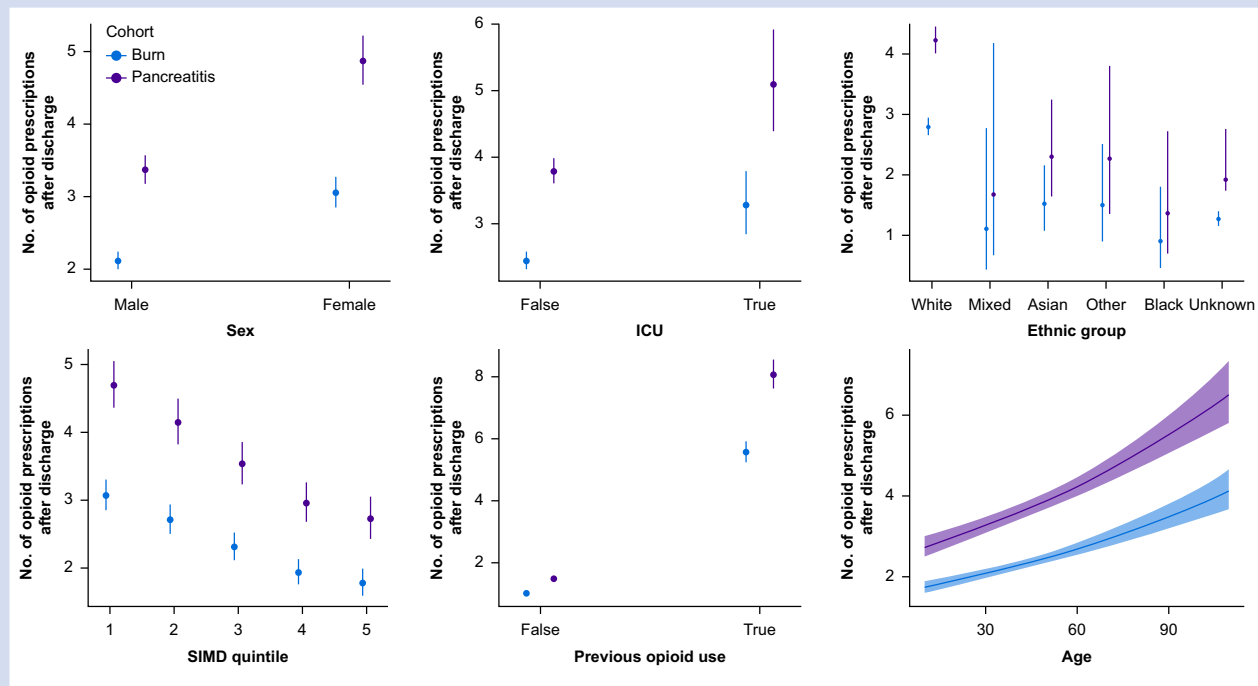 No. of opioid prescriptions
after discharge
5
4
3
2
Cohort
Burn
Pancreatitis
Male
Female
Sex
No. of opioid prescriptions
after discharge
6
5
4
3
False
True
ICU
No. of opioid prescriptions
after discharge
4
3
2
1
White
Mixed
Asian
Other
Black
Unknown
Ethnic group
No. of opioid prescriptions
after discharge
5
4
3
2
1
2
3
4
5
SIMD quintile
No. of opioid prescriptions
after discharge
8
6
4
2
False
True
Previous opioid use
No. of opioid prescriptions
after discharge
6
4
2
30
60
90
Age